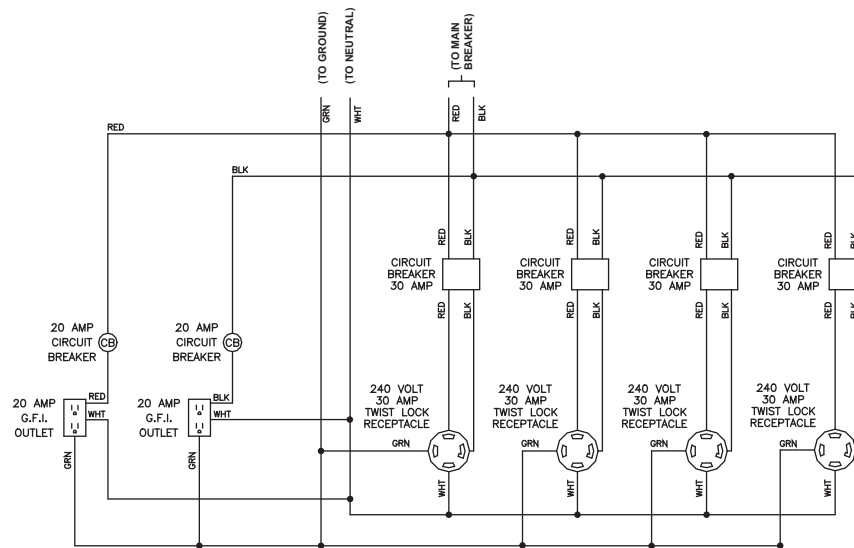 (TO GROUND)
(TO NEUTRAL)
(TO MAIN
BREAKER)
GRN
WHT
RED
BLK
RED
BLK
RED
BLK
RED
BLK
RED
BLK
RED
BLK
CIRCUIT
BREAKER
30 AMP
CIRCUIT
BREAKER
30 AMP
CIRCUIT
BREAKER
30 AMP
CIRCUIT
BREAKER
30 AMP
RED
BLK
RED
BLK
RED
BLK
RED
BLK
20 AMP
CIRCUIT
BREAKER
CB
20 AMP
CIRCUIT
BREAKER
CB
20 AMP
G.F.I.
OUTLET
RED
WHT
GRN
20 AMP
G.F.I.
OUTLET
BLK
WHT
GRN
240 VOLT
30 AMP
TWIST LOCK
RECEPTACLE
GRN
WHT
240 VOLT
30 AMP
TWIST LOCK
RECEPTACLE
GRN
WHT
240 VOLT
30 AMP
TWIST LOCK
RECEPTACLE
GRN
WHT
240 VOLT
30 AMP
TWIST LOCK
RECEPTACLE
GRN
WHT